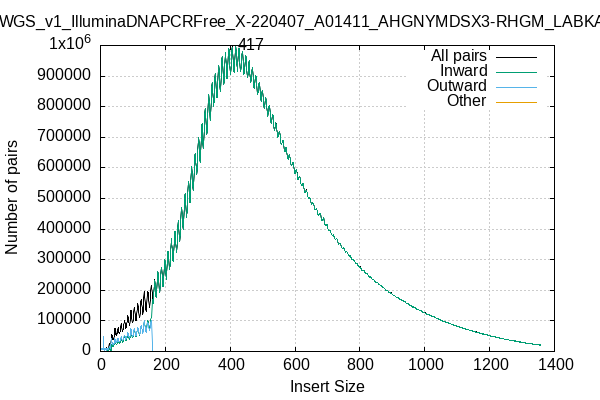 WGS_v1_IlluminaDNAPCRFree_X-220407_A01411_AHGNYMDSX3-RHGM_LABKA
1x10^6
417
900000
800000
700000
600000
500000
400000
300000
200000
100000
0
All pairs
Inward
Outward
Other
Number of pairs
0 200 400 600 800 1000 1200 1400
Insert Size